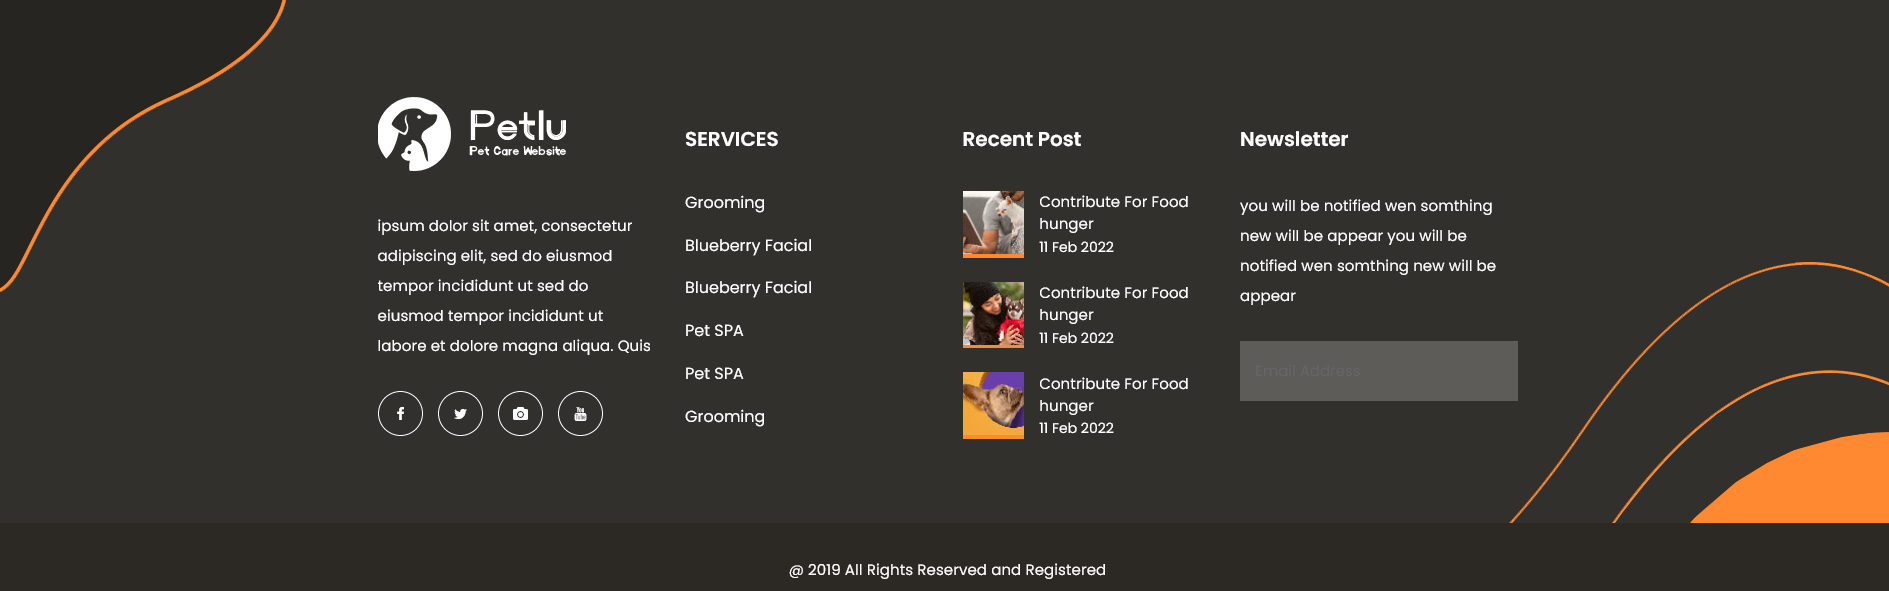 Petlu
Pet Care Website
ipsum dolor sit amet, consectetur
adipiscing elit, sed do eiusmod
tempor incididunt ut sed do
eiusmod tempor incididunt ut
labore et dolore magna aliqua. Quis
You
Tube
SERVICES
Grooming
Blueberry Facial
Blueberry Facial
Pet SPA
Pet SPA
Grooming
Recent Post
Contribute For Food
hunger
11 Feb 2022
Contribute For Food
hunger
11 Feb 2022
Contribute For Food
hunger
11 Feb 2022
Newsletter
you will be notified wen somthing
new will be appear you will be
notified wen somthing new will be
appear
Email Address
@ 2019 All Rights Reserved and Registered